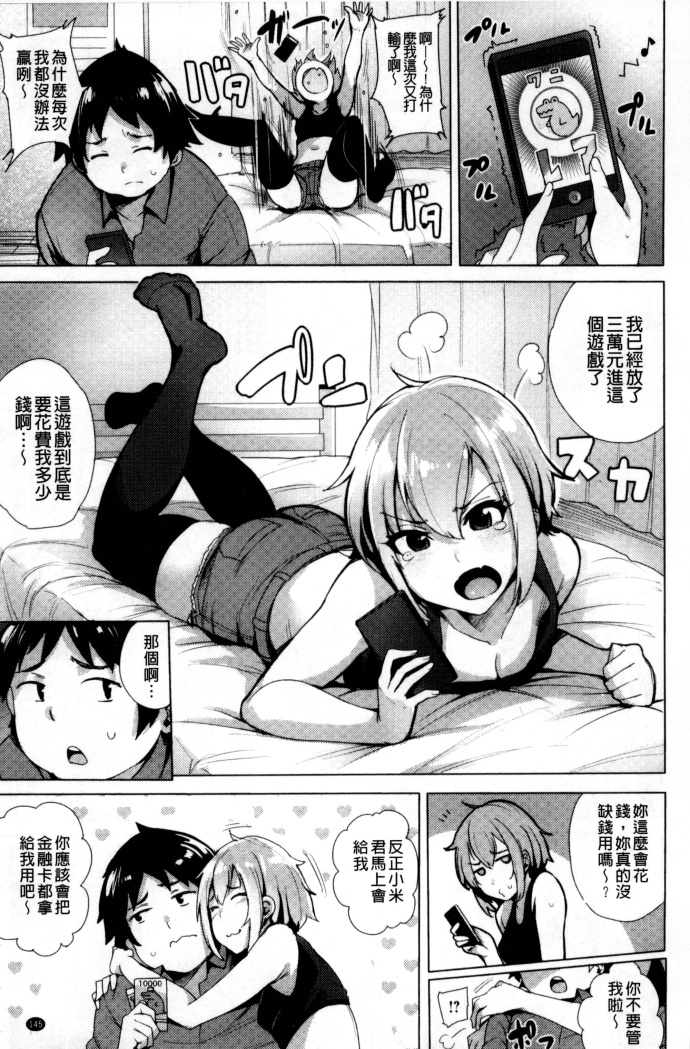 プルプル
プルプル
ワニ
レア
啊～！為什
麼我這次又打
輸了啊～
バタ
バタ
為什麼每次
我都沒辦法
贏咧～
我已經放了
三萬元進這
個遊戲了
スカ
這遊戲到底是
要花費我多少
錢啊…～
那個啊…
妳這麼會花
錢，妳真的沒
缺錢用嗎～？
你不要管
我啦～
!?
反正小米
君馬上會
給我
你應該會把
金融卡都拿
給我用吧～
10000
145